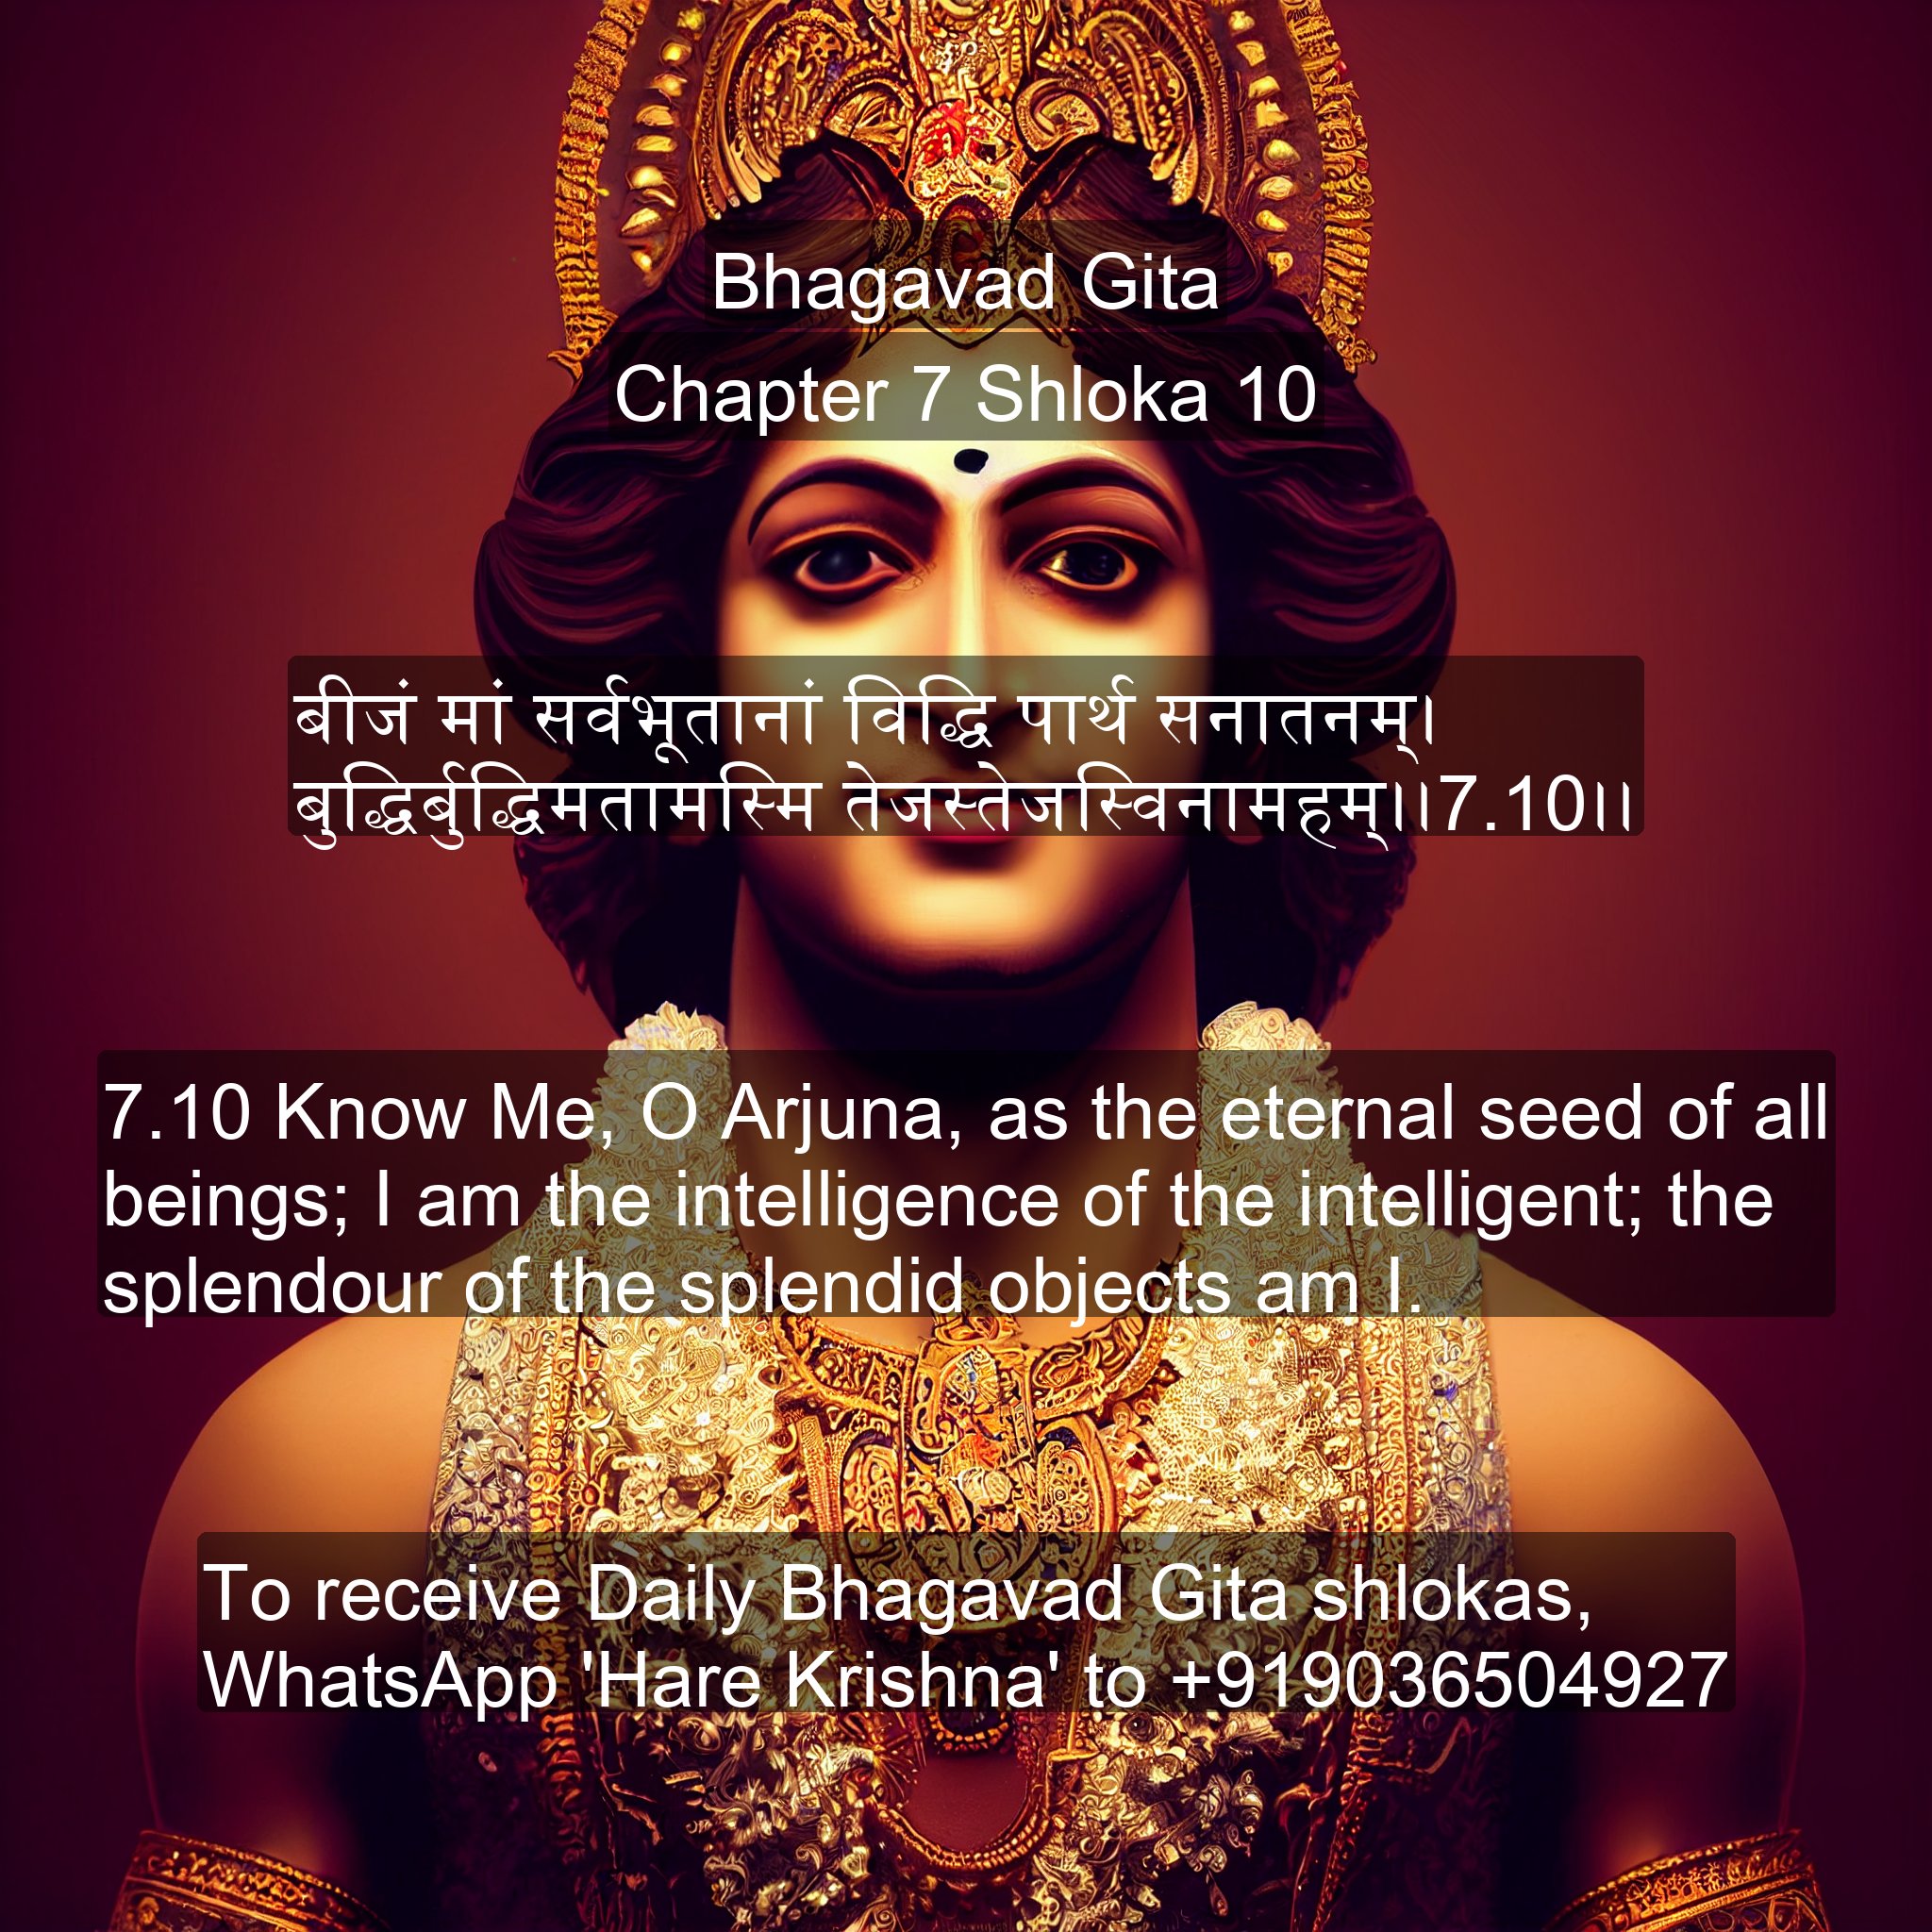 Bhagavad Gita
Chapter 7 Shloka 10
बीजं मां सर्वभूतानां विद्धि पार्थ सनातनम्।
बुद्धिर्बुद्धिमतामस्मि तेजस्तेजस्विनामहम्।।7.10।।
7.10 Know Me, O Arjuna, as the eternal seed of all
beings; I am the intelligence of the intelligent; the
splendour of the splendid objects am I.
To receive Daily Bhagavad Gita shlokas,
WhatsApp 'Hare Krishna' to +919036504927